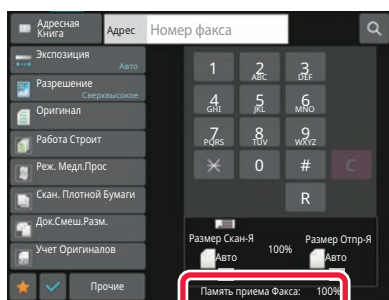 Адресная
Книга
Адрес
Номер факса
Экспозиция
Авто
Разрешение
Сверхвысокое
Оригинал
Работа Строит
Реж. Медл.Прос
Скан. Плотной Бумаги
Док.Смеш.Разм.
Учет Оригиналов
Прочие
1
2
ABC
3
DEF
4
GHI
5
JKL
6
MNO
7
PQRS
8
TUV
9
WXYZ
0
#
C
R
Размер Скан-Я
100%
Размер Отпр-Я
Авто
Авто
Память приема Факса: 100%